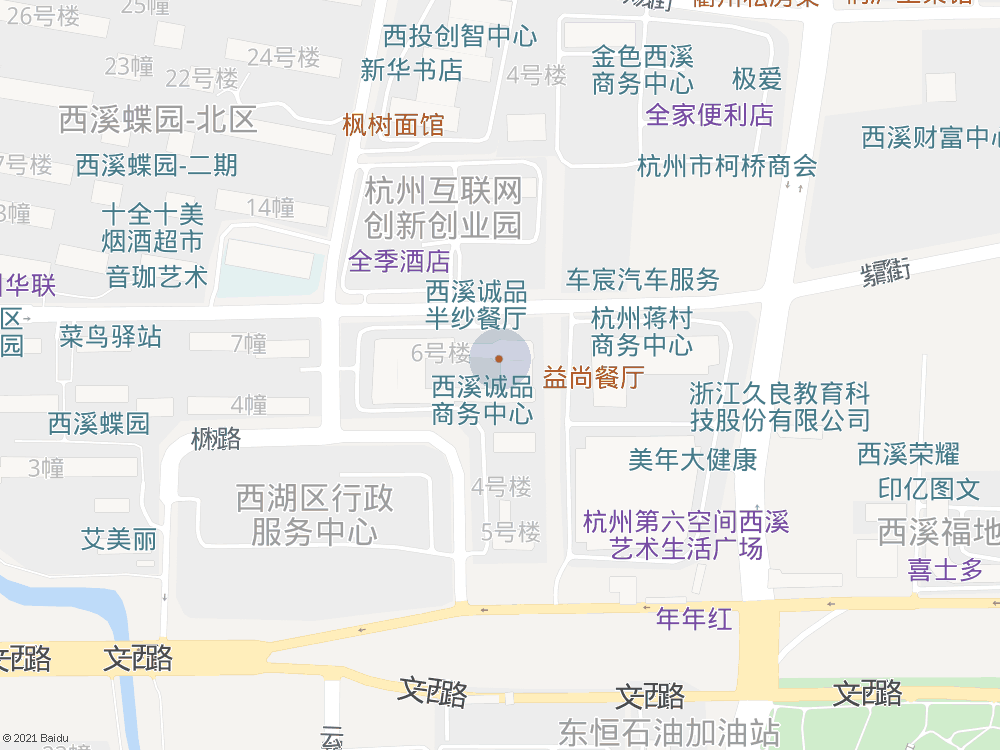 26号楼
25幢
西投创智中心
24号楼
23幢
22号楼
新华书店
4号楼
金色西溪
商务中心
极爱
全家便利店
西溪蝶园-北区
枫树面馆
西溪财富中心
西溪蝶园-二期
杭州市柯桥商会
杭州互联网
创新创业园
14幢
十全十美
烟酒超市
全季酒店
音珈艺术
紫霞街
车宸汽车服务
西溪诚品
半纱餐厅
杭州蒋村
商务中心
菜鸟驿站
7幢
6号楼
益尚餐厅
西溪诚品
商务中心
浙江久良教育科
技股份有限公司
4幢
西溪蝶园
路
3幢
美年大健康
西溪荣耀
印亿图文
4号楼
西湖区行政
服务中心
5号楼
杭州第六空间西溪
艺术生活广场
西溪福地
喜士多
艾美丽
年年红
文二西路
文二西路
文二西路
文二西路
文二西路
东恒石油加油站
© 2021 Baidu